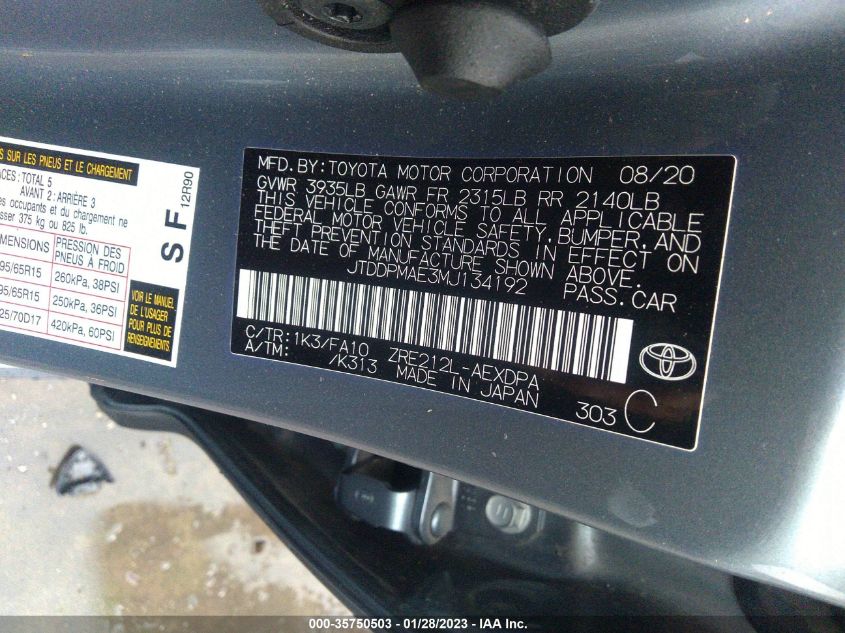 S SUR LES PNEUS ET LE CHARGEMENT
ACES: TOTAL 5
AVANT 2: ARRIÈRE 3
es occupants et du chargement ne
sser 375 kg ou 825 lb.
MENSIONS PRESSION DES PNEUS À FROID
95/65R15 260kPa, 38PSI
95/65R15 250kPa, 36PSI
25/70D17 420kPa, 60PSI
VOIR LE MANUEL
DE L'USAGER
POUR PLUS DE
RENSEIGNEMENTS
S F
12R90
MFD. BY: TOYOTA MOTOR CORPORATION 08/20
GVWR 3935LB GAWR FR 2315LB RR 2140LB
THIS VEHICLE CONFORMS TO ALL APPLICABLE
FEDERAL MOTOR VEHICLE SAFETY, BUMPER, AND
THEFT PREVENTION STANDARDS IN EFFECT ON
THE DATE OF MANUFACTURE SHOWN ABOVE.
JTDDPMAE3MJ134192 PASS. CAR
C/TR: 1K3/FA10 ZRE212L-AEXDPA
A/TM: /K313 MADE IN JAPAN
303 C
000-35750503 - 01/28/2023 - IAA Inc.